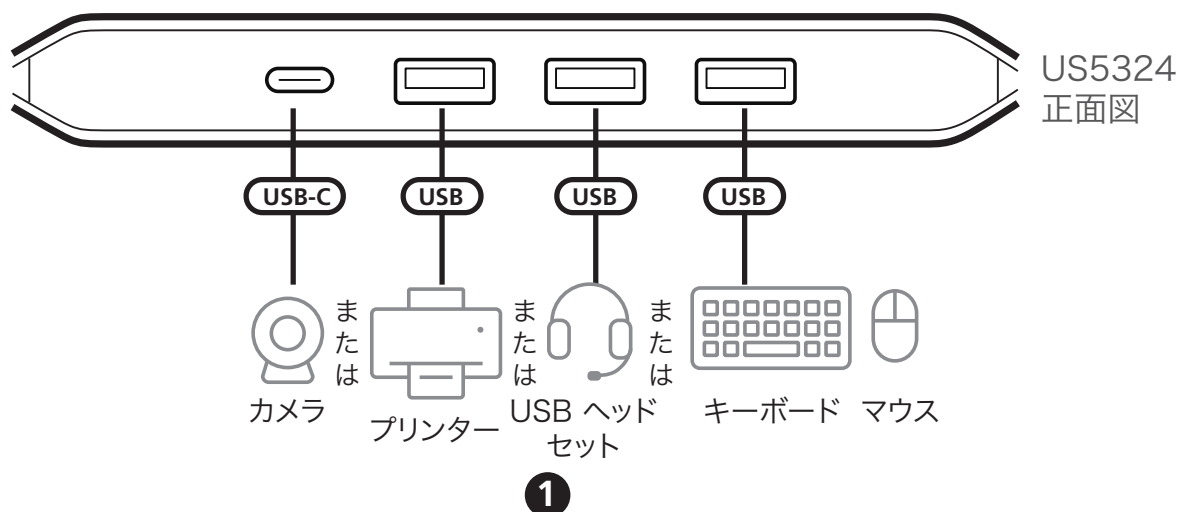 US5324
正面図
USB-C
USB
USB
USB
または
または
または
カメラ
プリンター
USB ヘッド
セット
キーボード
マウス
1